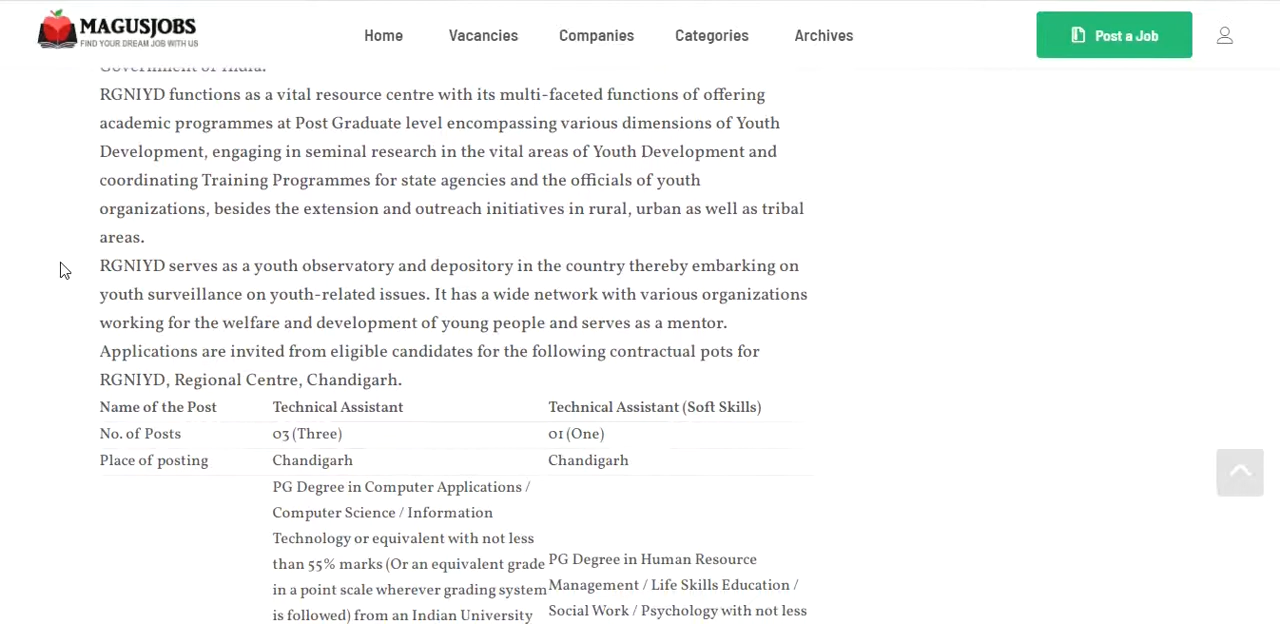 MAGUSJOBS
FIND YOUR DREAM JOB WITH US
Home
Vacancies
Companies
Categories
Archives
Post a Job
Government of India.
RGNIYD functions as a vital resource centre with its multi-faceted functions of offering
academic programmes at Post Graduate level encompassing various dimensions of Youth
Development, engaging in seminal research in the vital areas of Youth Development and
coordinating Training Programmes for state agencies and the officials of youth
organizations, besides the extension and outreach initiatives in rural, urban as well as tribal
areas.
RGNIYD serves as a youth observatory and depository in the country thereby embarking on
youth surveillance on youth-related issues. It has a wide network with various organizations
working for the welfare and development of young people and serves as a mentor.
Applications are invited from eligible candidates for the following contractual pots for
RGNIYD, Regional Centre, Chandigarh.
Name of the Post
Technical Assistant
Technical Assistant (Soft Skills)
No. of Posts
03 (Three)
01 (One)
Place of posting
Chandigarh
Chandigarh
PG Degree in Computer Applications /
Computer Science / Information
Technology or equivalent with not less
than 55% marks (Or an equivalent grade
in a point scale wherever grading system
is followed) from an Indian University
PG Degree in Human Resource
Management / Life Skills Education /
Social Work / Psychology with not less